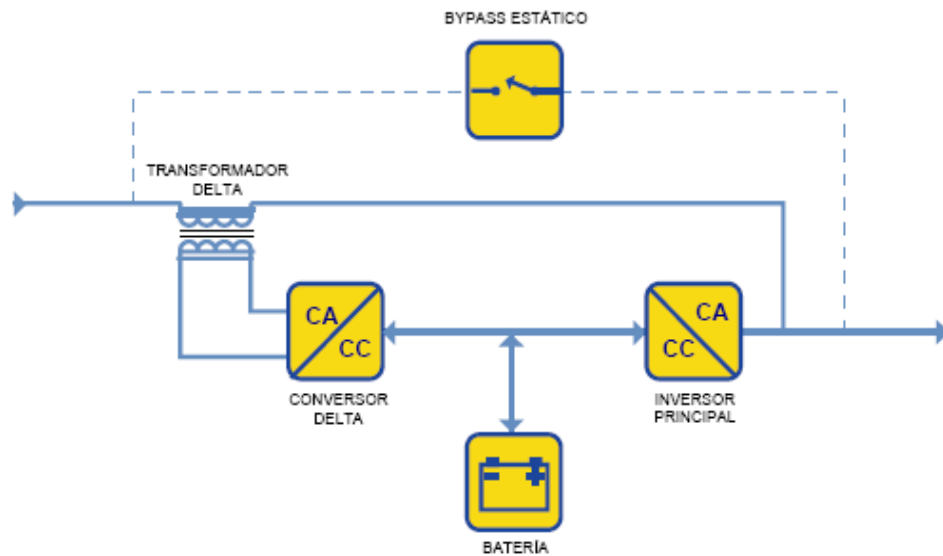 BYPASS ESTÁTICO
TRANSFORMADOR
DELTA
CA
CC
CA
CC
CONVERSOR
DELTA
INVERSOR
PRINCIPAL
BATERÍA